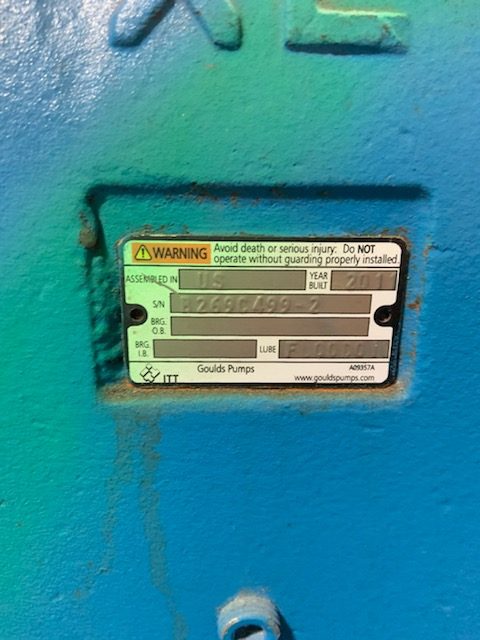 XL
WARNING Avoid death or serious injury: Do NOT
operate without guarding properly installed.
ASSEMBLED IN US YEAR BUILT
S/N
BRG. O.B.
BRG. I.B. LUBE
ITT Goulds Pumps www.gouldspumps.com A09357A